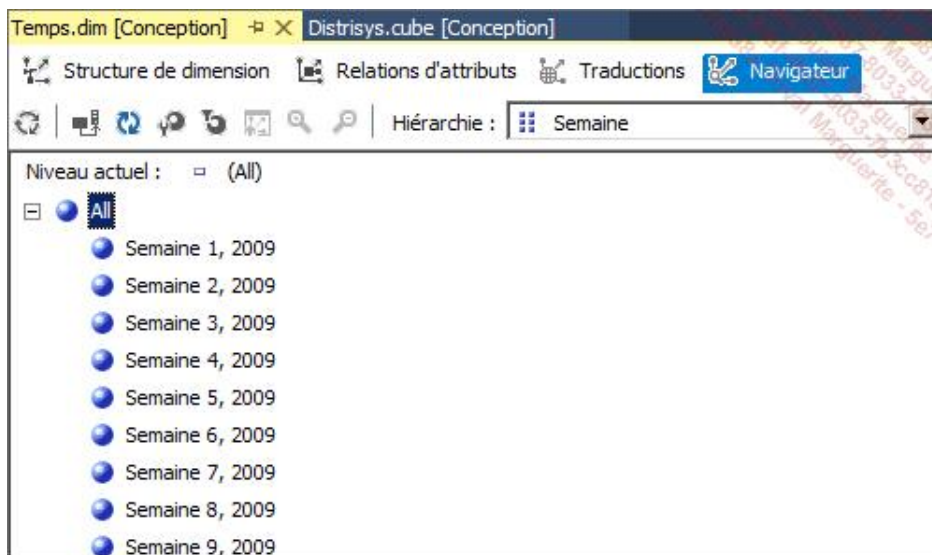 Temps.dim [Conception] Distrisys.cube [Conception]
Structure de dimension Relations d'attributs Traductions Navigateur
Hiérarchie : Semaine
Niveau actuel : (All)
All
Semaine 1, 2009
Semaine 2, 2009
Semaine 3, 2009
Semaine 4, 2009
Semaine 5, 2009
Semaine 6, 2009
Semaine 7, 2009
Semaine 8, 2009
Semaine 9, 2009